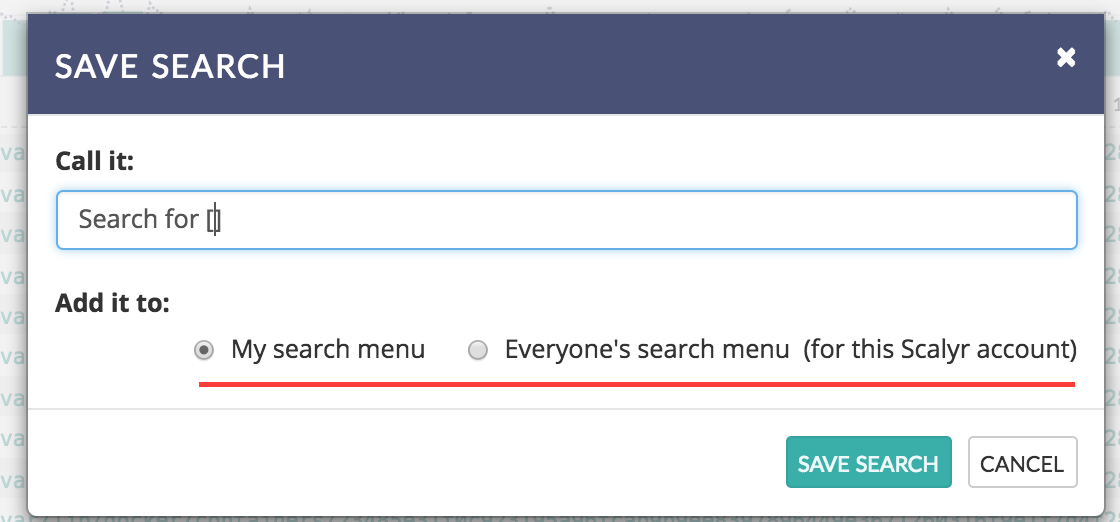 SAVE SEARCH
Call it:
Search for []
Add it to:
My search menu Everyone's search menu (for this Scalyr account)
SAVE SEARCH CANCEL